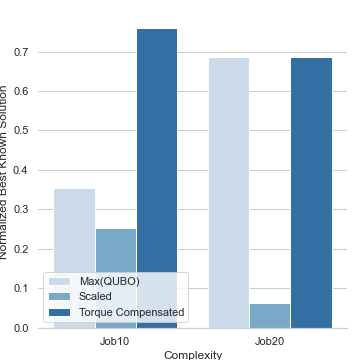 Normalized Best Known Solution
0.7
0.6
0.5
0.4
0.3
0.2
0.1
0.0
Max(QUBO)
Scaled
Torque Compensated
Job10
Job20
Complexity